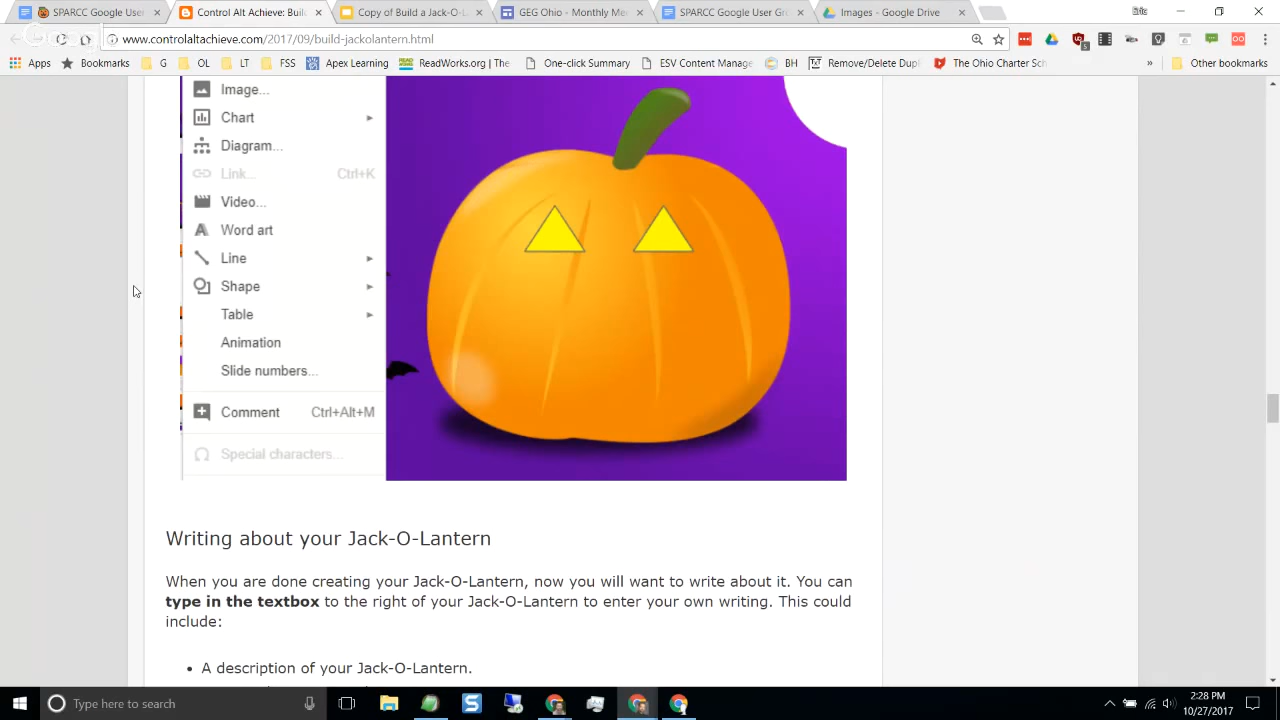 SPARCC Google User
Control Alt Achieve: Buil
Copy of Build a Jack-O-L
GEG Ohio - Monthly Me
SPARCC Google User Gro
Images - Google Drive
www.controlaltachieve.com/2017/09/build-jackolantern.html
5
Apps
Bookmarks
G
OL
LT
FSS
Apex Learning
ReadWorks.org | The
One-click Summary
ESV Content Manage
BH
Remove/Delete Dupl
The Ohio Charter Sch
»
Other bookmarks
Image...
Chart
Diagram...
Link... Ctrl+K
Video...
Word art
Line
Shape
Table
Animation
Slide numbers...
Comment Ctrl+Alt+M
Special characters...
Writing about your Jack-O-Lantern
When you are done creating your Jack-O-Lantern, now you will want to write about it. You can
type in the textbox to the right of your Jack-O-Lantern to enter your own writing. This could
include:
• A description of your Jack-O-Lantern.
Type here to search
2:28 PM
10/27/2017